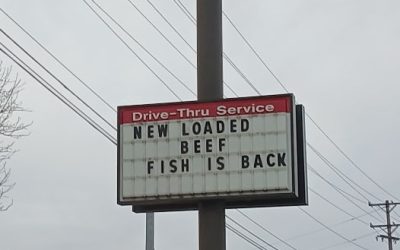 Drive-Thru Service
NEW LOADED
BEEF
FISH IS BACK